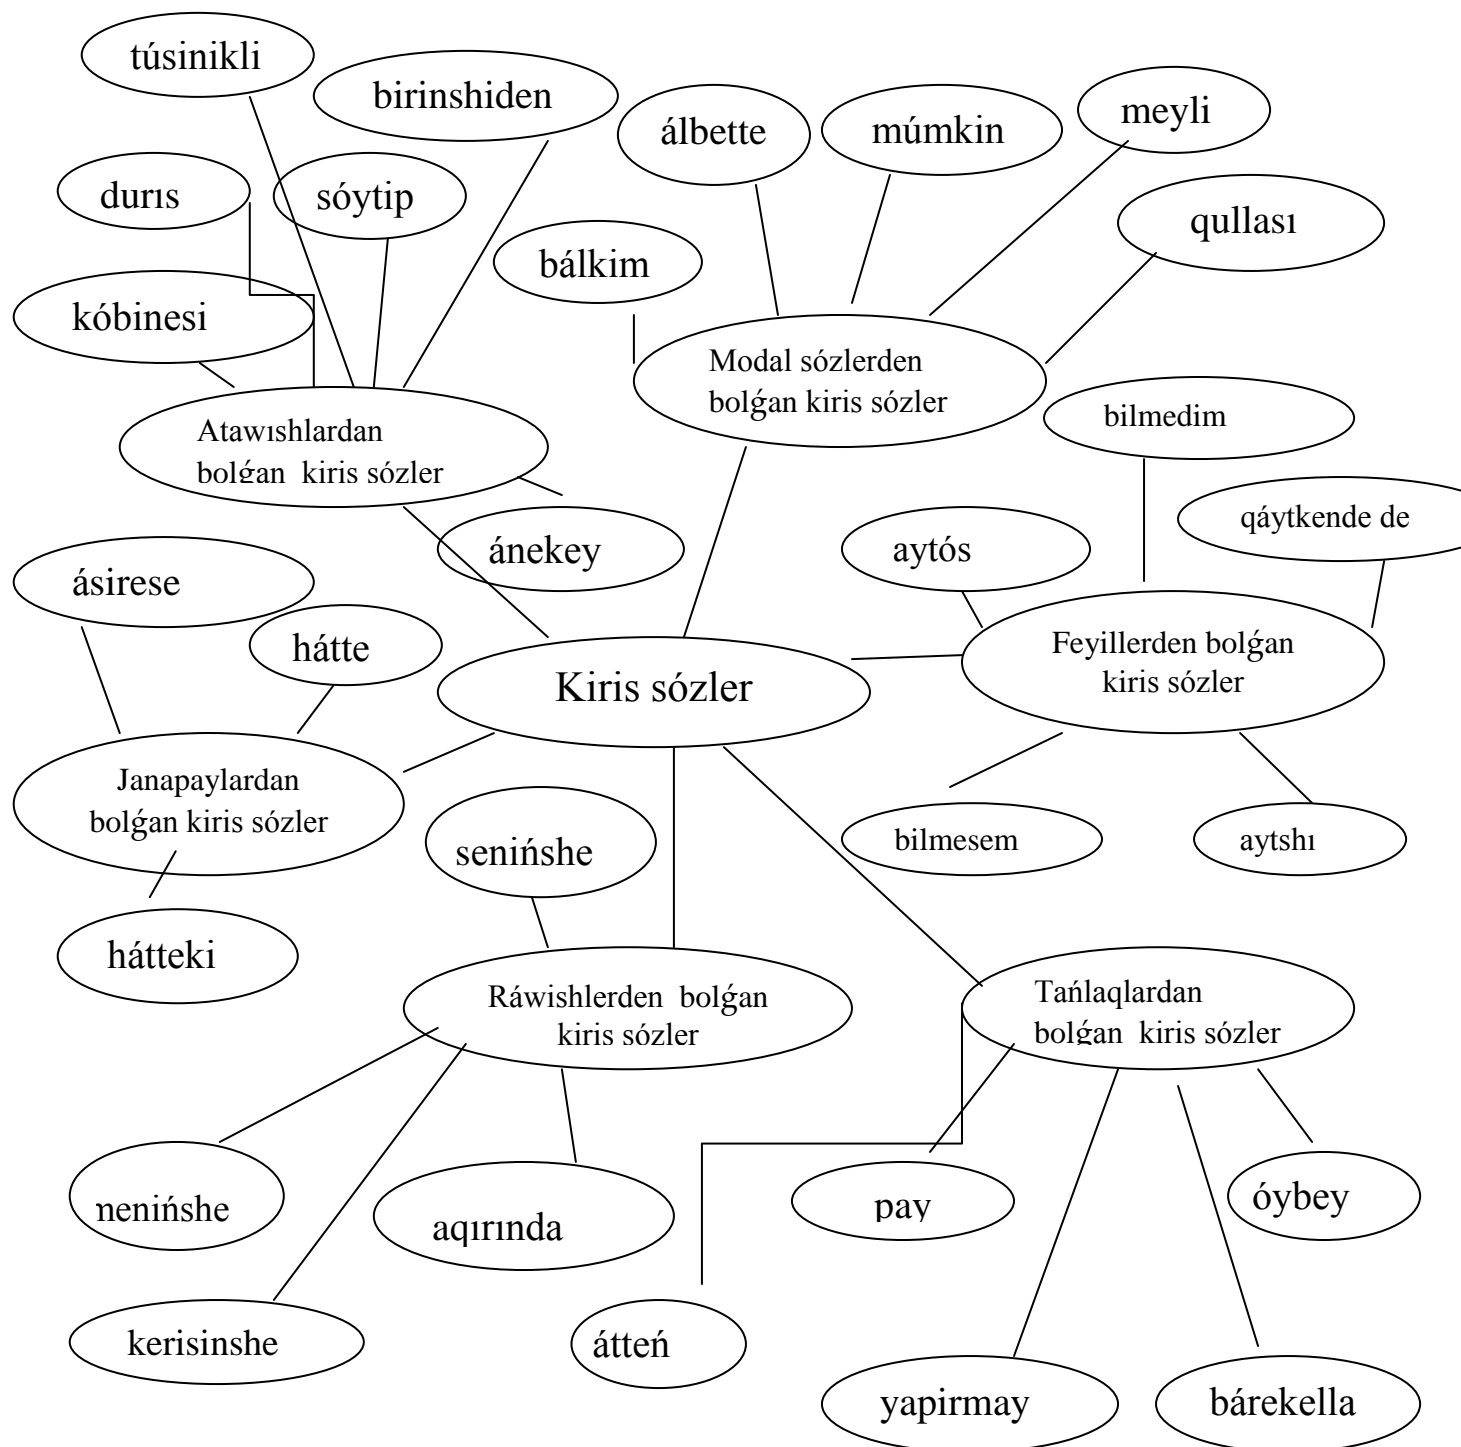 túsinikli
birinshiden
álbette
múmkin
meyli
durıs
sóytip
bálkim
qullası
kóbinesi
Modal sózlerden
bolǵan kiris sózler
Atawıshlardan
bolǵan kiris sózler
bilmedim
qáytkende de
ánekey
aytós
ásirese
hátte
Kiris sózler
Feyillerden bolǵan
kiris sózler
Janapaylardan
bolǵan kiris sózler
senińshe
bilmesem
aytshı
hátteki
Ráwishlerden bolǵan
kiris sózler
Tańlaqlardan
bolǵan kiris sózler
menińshe
aqırında
pay
óybey
kerisinshe
átteń
yapirmay
bárekella